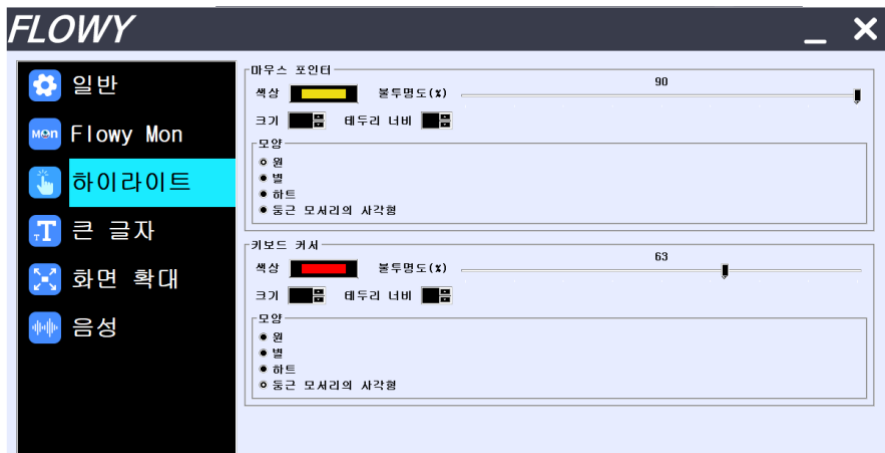 FLOWY
일반
Flowy Mon
하이라이트
큰 글자
화면 확대
음성
마우스 포인터
90
색상 불투명도(%)
크기 테두리 너비
모양
원
별
하트
둥근 모서리의 사각형
키보드 커서
63
색상 불투명도(%)
크기 테두리 너비
모양
원
별
하트
둥근 모서리의 사각형